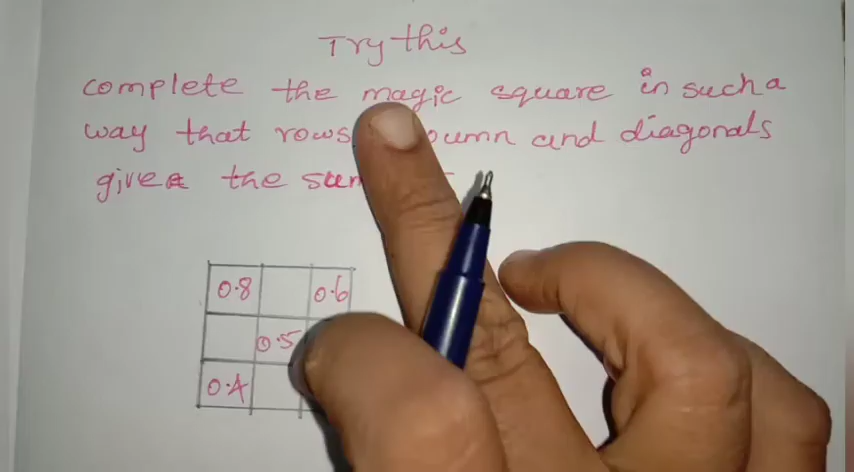 Try this
complete the magic square in such a
way that rows and diagonals
give the
0.8 0.6
0.5
0.4